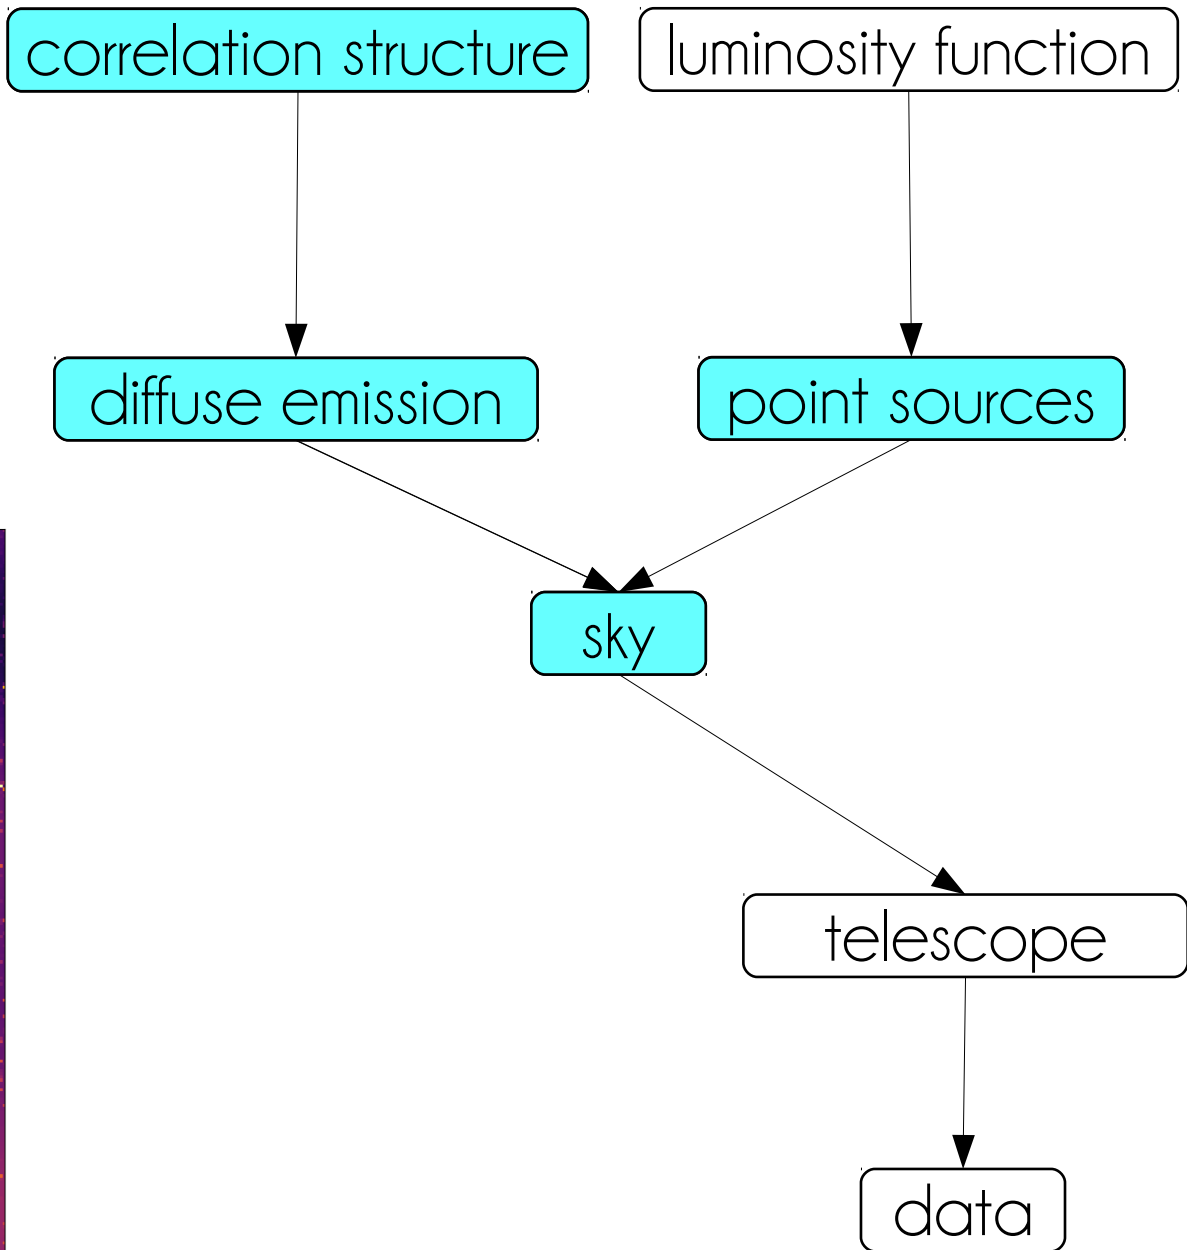 correlation structure
luminosity function
diffuse emission
point sources
sky
telescope
data